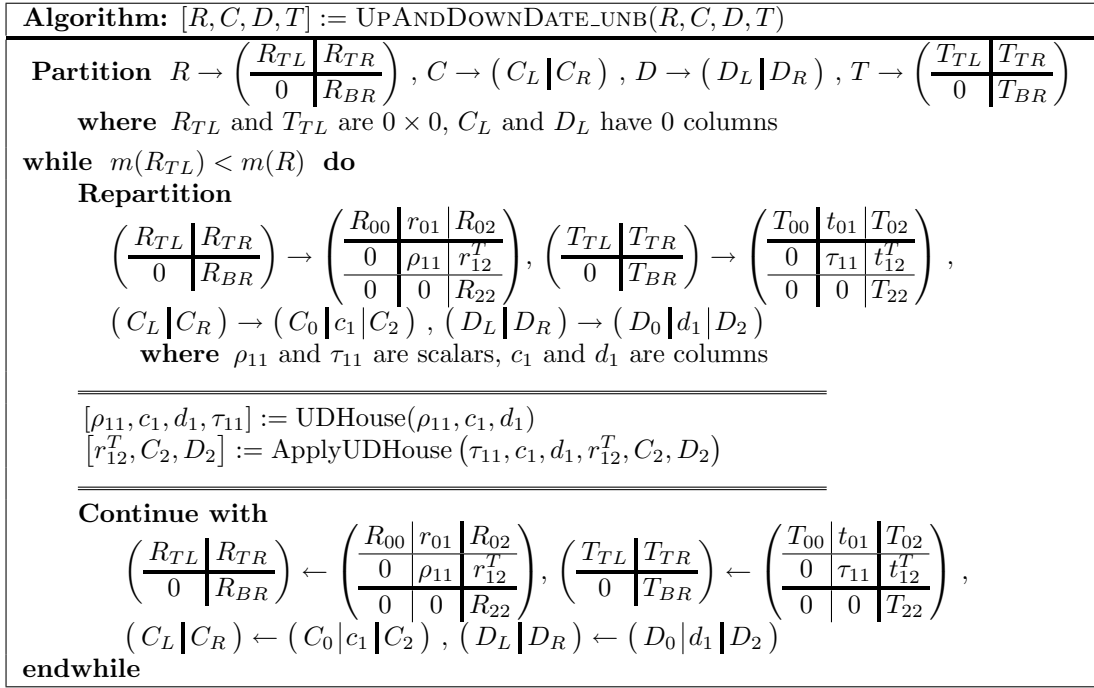 Algorithm: [R, C, D, T] := UPANDDOWNDATE_UNB(R, C, D, T)
Partition R → ( R_TL | R_TR ; 0 | R_BR ) , C → ( C_L | C_R ) , D → ( D_L | D_R ) , T → ( T_TL | T_TR ; 0 | T_BR )
where R_TL and T_TL are 0 × 0, C_L and D_L have 0 columns
while m(R_TL) < m(R) do
Repartition
( R_TL | R_TR ; 0 | R_BR ) → ( R_00 | r_01 | R_02 ; 0 | ρ_11 | r_12^T ; 0 | 0 | R_22 ), ( T_TL | T_TR ; 0 | T_BR ) → ( T_00 | t_01 | T_02 ; 0 | τ_11 | t_12^T ; 0 | 0 | T_22 ) ,
( C_L | C_R ) → ( C_0 | c_1 | C_2 ) , ( D_L | D_R ) → ( D_0 | d_1 | D_2 )
where ρ_11 and τ_11 are scalars, c_1 and d_1 are columns
[ρ_11, c_1, d_1, τ_11] := UDHouse(ρ_11, c_1, d_1)
[r_12^T, C_2, D_2] := ApplyUDHouse (τ_11, c_1, d_1, r_12^T, C_2, D_2)
Continue with
( R_TL | R_TR ; 0 | R_BR ) ← ( R_00 | r_01 | R_02 ; 0 | ρ_11 | r_12^T ; 0 | 0 | R_22 ), ( T_TL | T_TR ; 0 | T_BR ) ← ( T_00 | t_01 | T_02 ; 0 | τ_11 | t_12^T ; 0 | 0 | T_22 ) ,
( C_L | C_R ) ← ( C_0 | c_1 | C_2 ) , ( D_L | D_R ) ← ( D_0 | d_1 | D_2 )
endwhile